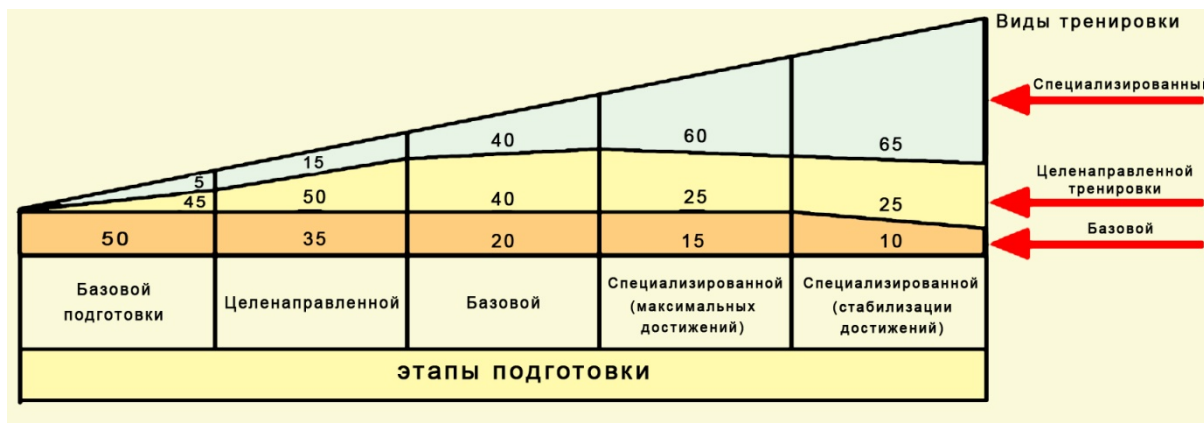 Виды тренировки
Специализированный
Целенаправленной
тренировки
Базовой
5 15 40 60 65
45 50 40 25 25
50 35 20 15 10
Базовой
подготовки
Целенаправленной
Базовой
Специализированной
(максимальных
достижений)
Специализированной
(стабилизации
достижений)
этапы подготовки